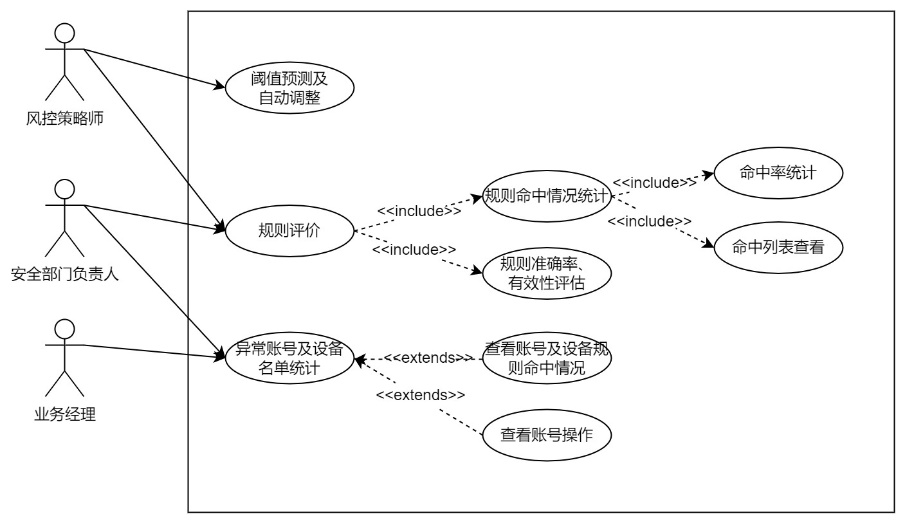 阈值预测及
自动调整
风控策略师
命中率统计
<<include>>
规则命中情况统计
<<include>>
<<include>>
规则评价
<<include>>
命中列表查看
规则准确率、
有效性评估
安全部门负责人
异常账号及设备
名单统计
<<extends>>
查看账号及设备规
则命中情况
<<extends>>
业务经理
查看账号操作